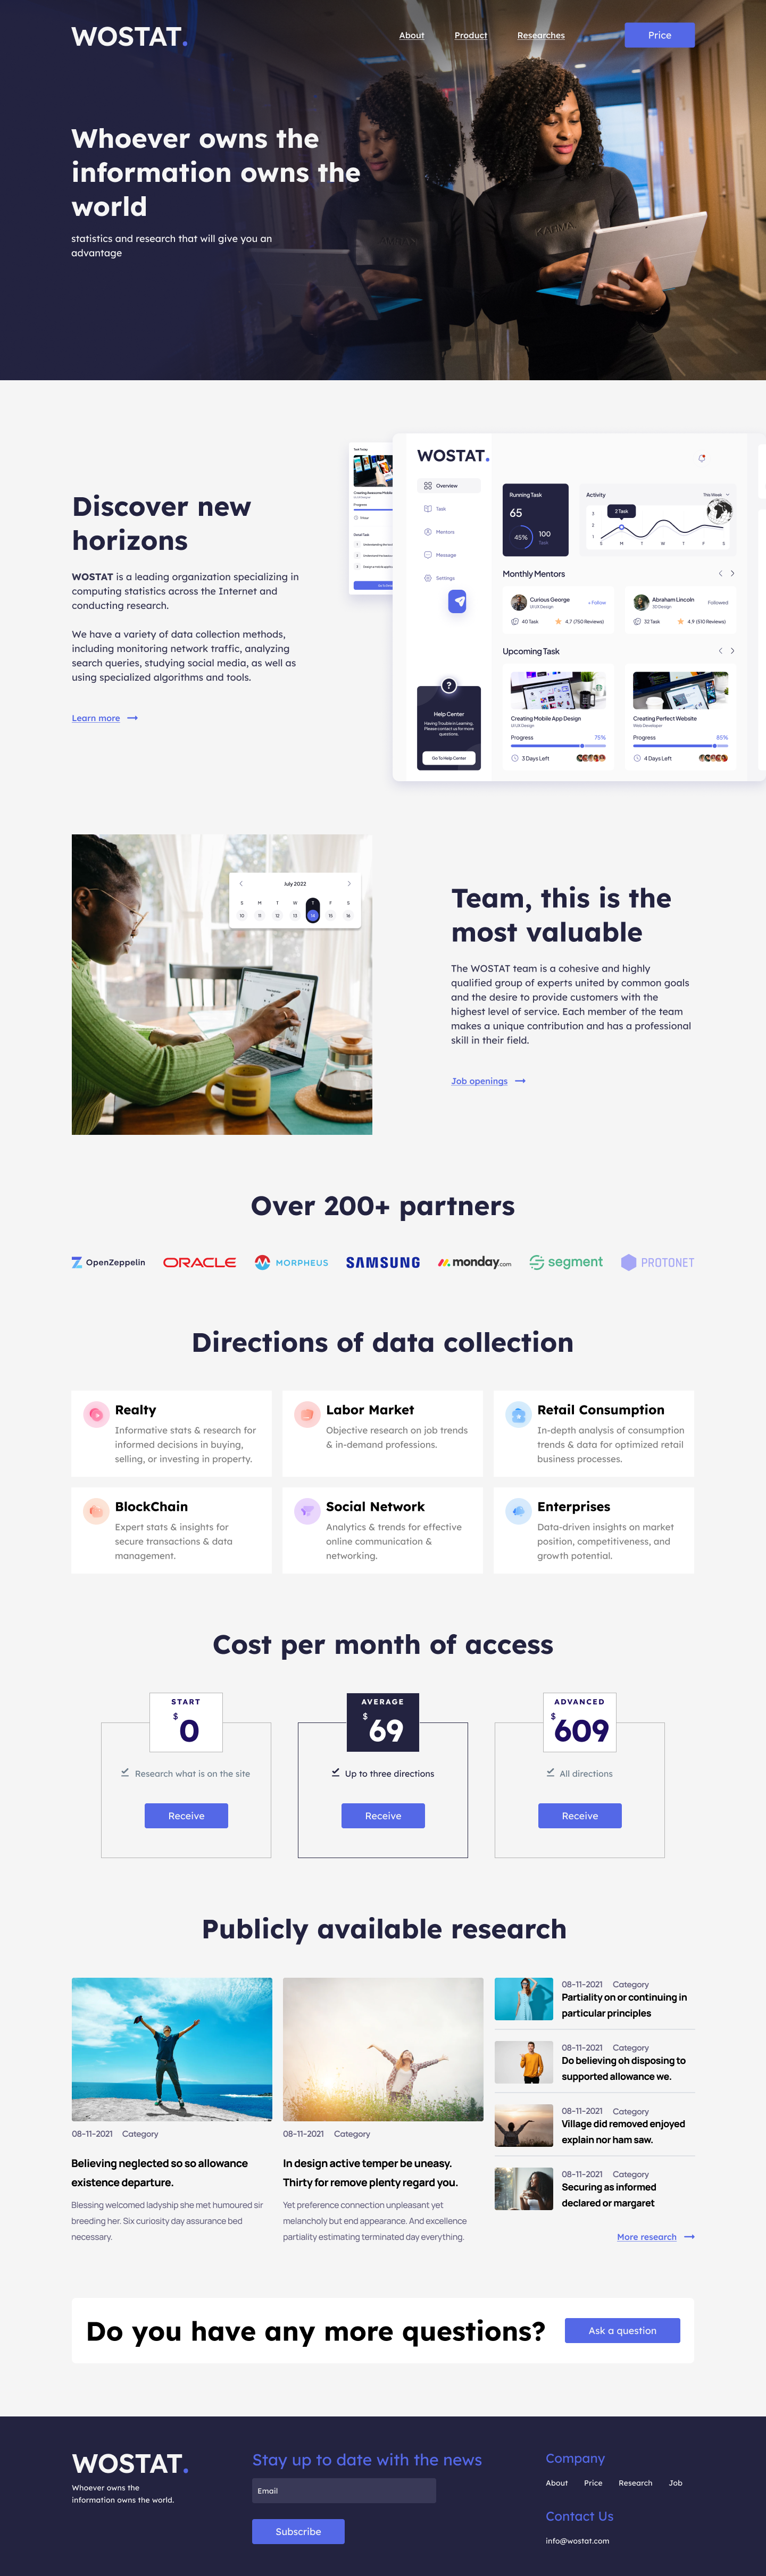 WOSTAT.
About Product Researches Price
Whoever owns the
information owns the
world
statistics and research that will give you an
advantage
Discover new
horizons
WOSTAT is a leading organization specializing in
computing statistics across the Internet and
conducting research.
We have a variety of data collection methods,
including monitoring network traffic, analyzing
search queries, studying social media, as well as
using specialized algorithms and tools.
Learn more
WOSTAT.
Overview
Task
Mentors
Message
Settings
?
Help Center
Having Trouble in Learning.
Please contact us for more
questions.
Go To Help Center
Running Task
65
45%
100
Task
Activity
This Week
2 Task
3
2
1
S M T W T F S
Monthly Mentors
Curious George
UI UX Design
+ Follow
40 Task
4,7 (750 Reviews)
Abraham Lincoln
3D Design
Followed
32 Task
4,9 (510 Reviews)
Upcoming Task
Creating Mobile App Design
UI UX Design
Progress 75%
3 Days Left
Creating Perfect Website
Web Developer
Progress 85%
4 Days Left
July 2022
S M T W T F S
10 11 12 13 14 15 16
Team, this is the
most valuable
The WOSTAT team is a cohesive and highly
qualified group of experts united by common goals
and the desire to provide customers with the
highest level of service. Each member of the team
makes a unique contribution and has a professional
skill in their field.
Job openings
Over 200+ partners
OpenZeppelin ORACLE MORPHEUS SAMSUNG monday.com segment PROTONET
Directions of data collection
Realty
Informative stats & research for
informed decisions in buying,
selling, or investing in property.
Labor Market
Objective research on job trends
& in-demand professions.
Retail Consumption
In-depth analysis of consumption
trends & data for optimized retail
business processes.
BlockChain
Expert stats & insights for
secure transactions & data
management.
Social Network
Analytics & trends for effective
online communication &
networking.
Enterprises
Data-driven insights on market
position, competitiveness, and
growth potential.
Cost per month of access
START
$0
Research what is on the site
Receive
AVERAGE
$69
Up to three directions
Receive
ADVANCED
$609
All directions
Receive
Publicly available research
08-11-2021 Category
Believing neglected so so allowance
existence departure.
Blessing welcomed ladyship she met humoured sir
breeding her. Six curiosity day assurance bed
necessary.
08-11-2021 Category
In design active temper be uneasy.
Thirty for remove plenty regard you.
Yet preference connection unpleasant yet
melancholy but end appearance. And excellence
partiality estimating terminated day everything.
08-11-2021 Category
Partiality on or continuing in
particular principles
08-11-2021 Category
Do believing oh disposing to
supported allowance we.
08-11-2021 Category
Village did removed enjoyed
explain nor ham saw.
08-11-2021 Category
Securing as informed
declared or margaret
More research
Do you have any more questions?
Ask a question
WOSTAT.
Whoever owns the
information owns the world.
Stay up to date with the news
Email
Subscribe
Company
About Price Research Job
Contact Us
info@wostat.com